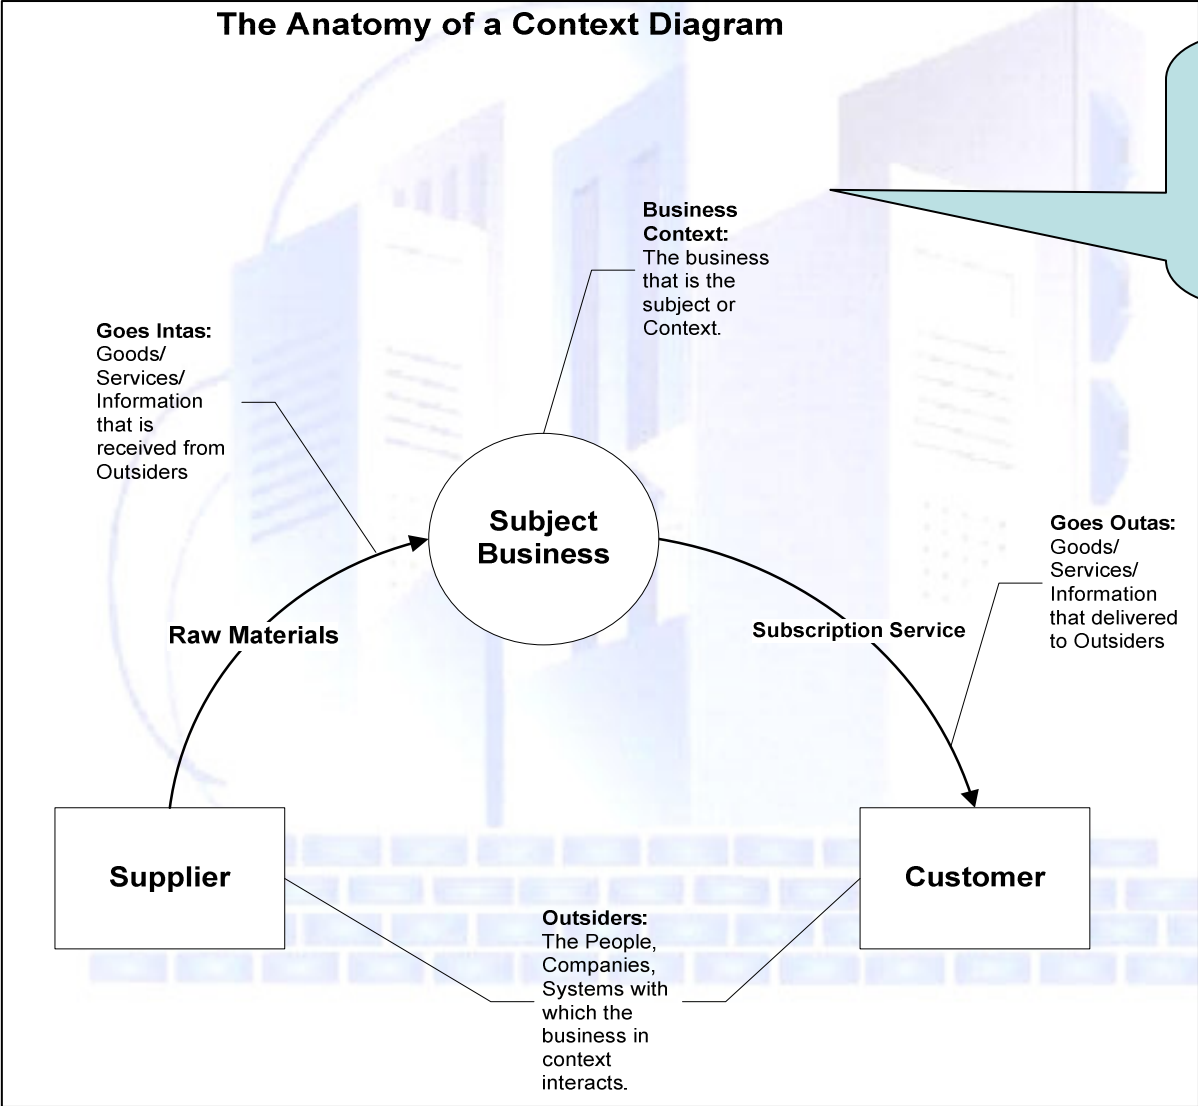 The Anatomy of a Context Diagram
Business
Context:
The business
that is the
subject or
Context.
Goes Intas:
Goods/
Services/
Information
that is
received from
Outsiders
Subject
Business
Goes Outas:
Goods/
Services/
Information
that delivered
to Outsiders
Raw Materials
Subscription Service
Supplier
Customer
Outsiders:
The People,
Companies,
Systems with
which the
business in
context
interacts.